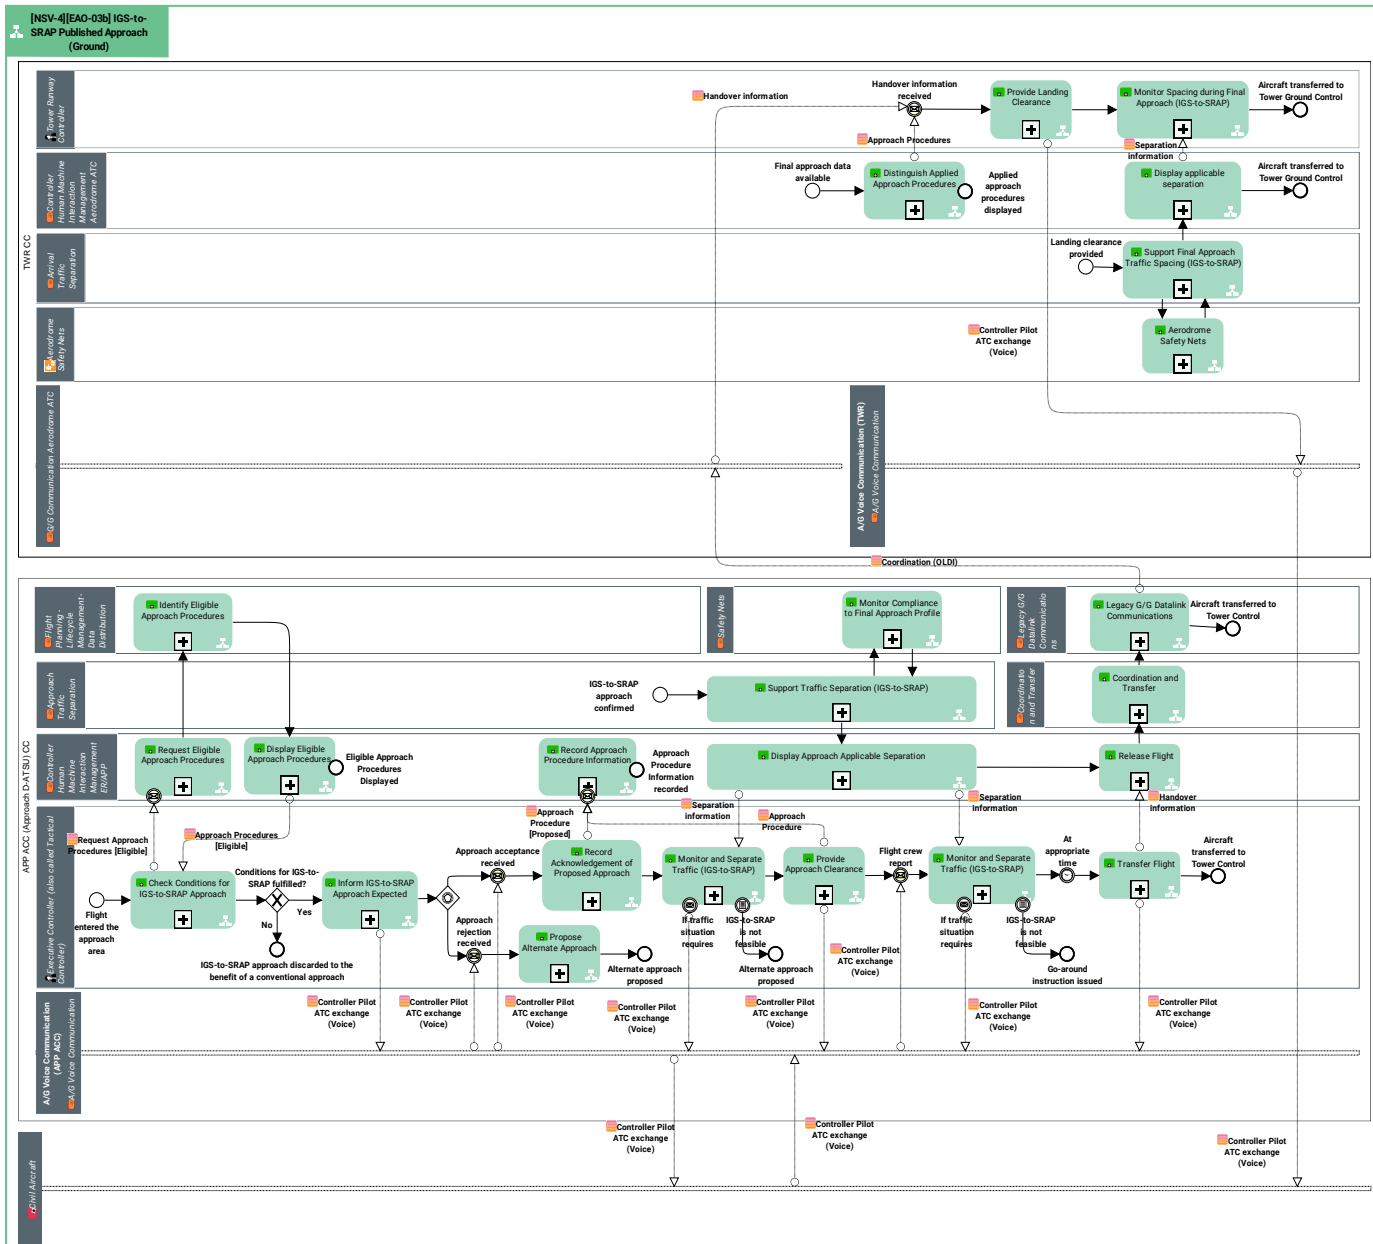 [NSV-4][EAO-03b] IGS-to-
SRAP Published Approach
(Ground)
TWR CC
Tower Runway
Controller
Handover information
Handover information
received
Provide Landing
Clearance
Monitor Spacing during Final
Approach (IGS-to-SRAP)
Aircraft transferred to
Tower Ground Control
Approach Procedures
Separation
information
Controller
Human Machine
Interaction
Management
Aerodrome ATC
Final approach data
available
Distinguish Applied
Approach Procedures
Applied
approach
procedures
displayed
Display applicable
separation
Aircraft transferred to
Tower Ground Control
Arrival
Traffic
Separation
Landing clearance
provided
Support Final Approach
Traffic Spacing (IGS-to-SRAP)
Aerodrome
Safety Nets
Controller Pilot
ATC exchange
(Voice)
Aerodrome
Safety Nets
G/G Communication Aerodrome ATC
A/G Voice Communication (TWR)
A/G Voice Communication
Coordination (OLDI)
APP ACC (Approach D-ATSU) CC
Flight
Planning -
Lifecycle
Management-
Data
Distribution
Identify Eligible
Approach Procedures
Safety Nets
Monitor Compliance
to Final Approach Profile
Legacy G/G
Datalink
Communicatio
ns
Legacy G/G Datalink
Communications
Aircraft transferred to
Tower Control
Approach
Traffic
Separation
IGS-to-SRAP
approach
confirmed
Support Traffic Separation (IGS-to-SRAP)
Coordinatio
n and Transfer
Coordination and
Transfer
Controller
Human
Machine
Interaction
Management
ER/APP
Request Eligible
Approach Procedures
Display Eligible
Approach Procedures
Eligible Approach
Procedures
Displayed
Record Approach
Procedure Information
Approach
Procedure
Information
recorded
Display Approach Applicable Separation
Release Flight
Request Approach
Procedures [Eligible]
Approach Procedures
[Eligible]
Approach
Procedure
[Proposed]
Separation
information
Approach
Procedure
Separation
information
Handover
information
Executive Controller (also called Tactical
Controller)
Flight
entered the
approach
area
Check Conditions for
IGS-to-SRAP Approach
Conditions for IGS-to-
SRAP fulfilled?
Yes
No
IGS-to-SRAP approach discarded to the
benefit of a conventional approach
Inform IGS-to-SRAP
Approach Expected
Approach acceptance
received
Approach
rejection
received
Record
Acknowledgement of
Proposed Approach
Propose
Alternate Approach
Alternate approach
proposed
Monitor and Separate
Traffic (IGS-to-SRAP)
If traffic
situation
requires
IGS-to-SRAP
is not
feasible
Alternate approach
proposed
Provide
Approach Clearance
Flight crew
report
Monitor and Separate
Traffic (IGS-to-SRAP)
If traffic
situation
requires
IGS-to-SRAP
is not
feasible
Go-around
instruction issued
At
appropriate
time
Transfer Flight
Aircraft
transferred to
Tower Control
Controller Pilot
ATC exchange
(Voice)
A/G Voice Communication
(APP ACC)
A/G Voice Communication
Controller Pilot
ATC exchange
(Voice)
Controller Pilot
ATC exchange
(Voice)
Controller Pilot
ATC exchange
(Voice)
Controller Pilot
ATC exchange
(Voice)
Controller Pilot
ATC exchange
(Voice)
Controller Pilot
ATC exchange
(Voice)
Controller Pilot
ATC exchange
(Voice)
Controller Pilot
ATC exchange
(Voice)
Controller Pilot
ATC exchange
(Voice)
Controller Pilot
ATC exchange
(Voice)
Civil Aircraft